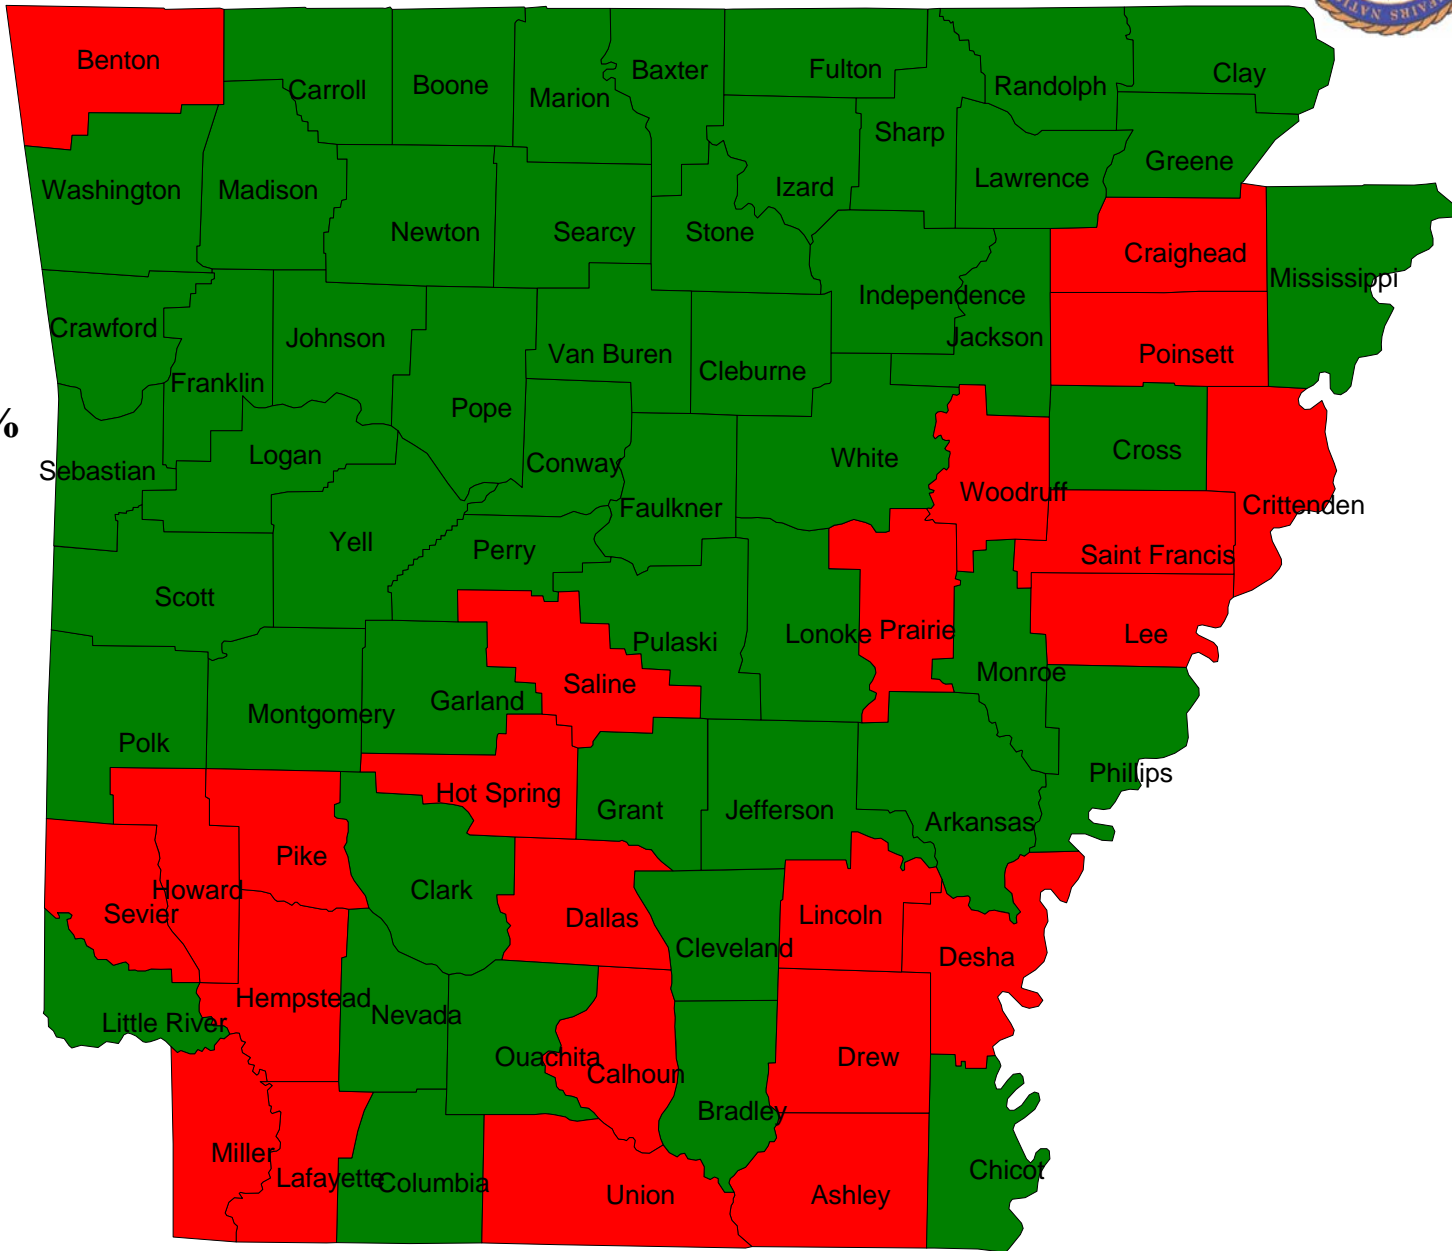 AFFAIRS NATI
Benton
Carroll
Boone
Marion
Baxter
Fulton
Randolph
Clay
Sharp
Greene
Washington
Madison
Izard
Lawrence
Newton
Searcy
Stone
Craighead
Mississippi
Independence
Crawford
Johnson
Jackson
Van Buren
Poinsett
Franklin
Cleburne
Pope
%
Logan
Sebastian
Conway
White
Cross
Woodruff
Faulkner
Crittenden
Yell
Perry
Saint Francis
Scott
Pulaski
Lonoke
Prairie
Lee
Saline
Monroe
Garland
Montgomery
Polk
Phillips
Hot Spring
Grant
Jefferson
Arkansas
Pike
Howard
Clark
Sevier
Dallas
Lincoln
Cleveland
Desha
Hempstead
Nevada
Little River
Ouachita
Calhoun
Drew
Bradley
Miller
Lafayette
Columbia
Union
Ashley
Chicot